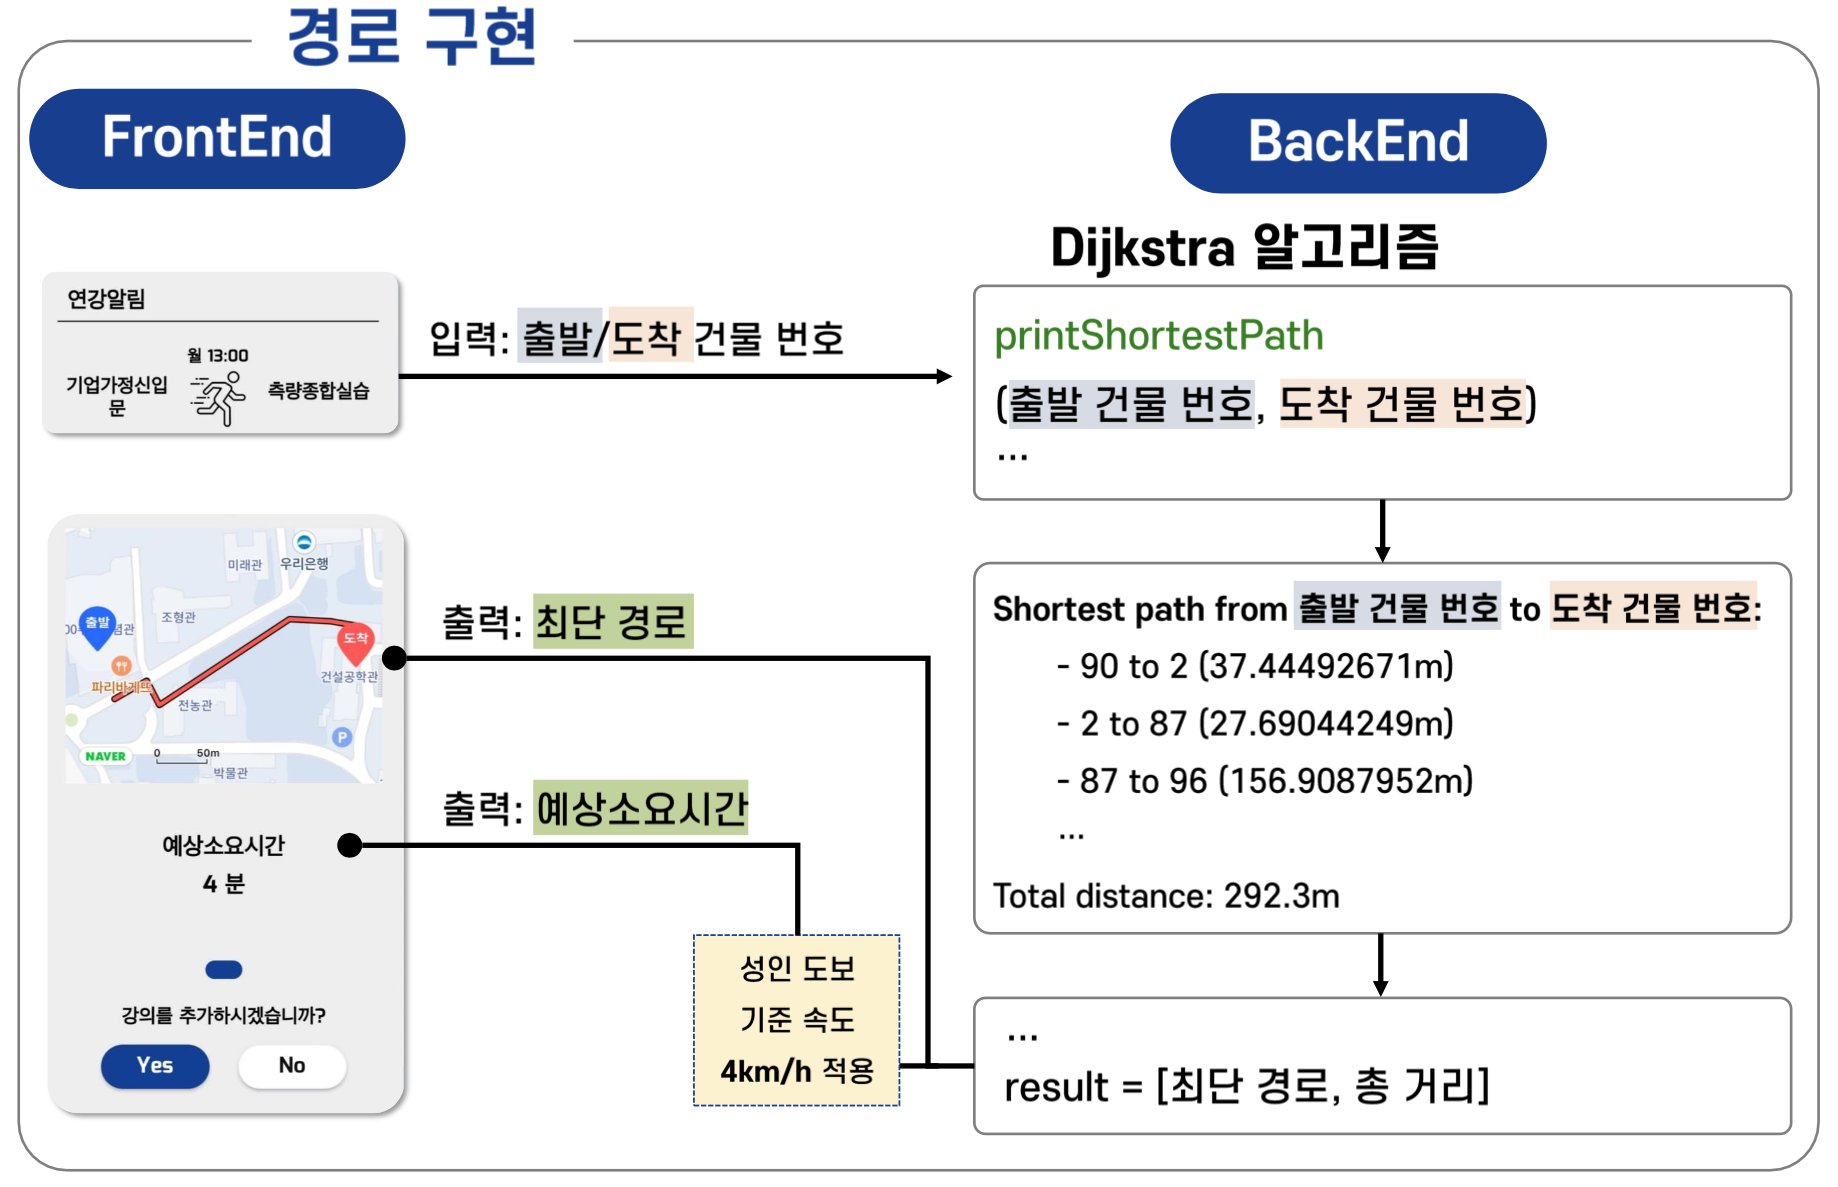 경로 구현
FrontEnd
BackEnd
Dijkstra 알고리즘
연강알림
월 13:00
기업가정신입
문
측량종합실습
입력: 출발/도착 건물 번호
printShortestPath
(출발 건물 번호, 도착 건물 번호)
...
미래관
우리은행
조형관
출발
00
념관
도착
파리바게뜨
건설공학관
전농관
P
NAVER
0 50m
박물관
출력: 최단 경로
Shortest path from 출발 건물 번호 to 도착 건물 번호:
- 90 to 2 (37.44492671m)
- 2 to 87 (27.69044249m)
- 87 to 96 (156.9087952m)
...
Total distance: 292.3m
출력: 예상소요시간
예상소요시간
4 분
강의를 추가하시겠습니까?
Yes
No
성인 도보
기준 속도
4km/h 적용
...
result = [최단 경로, 총 거리]